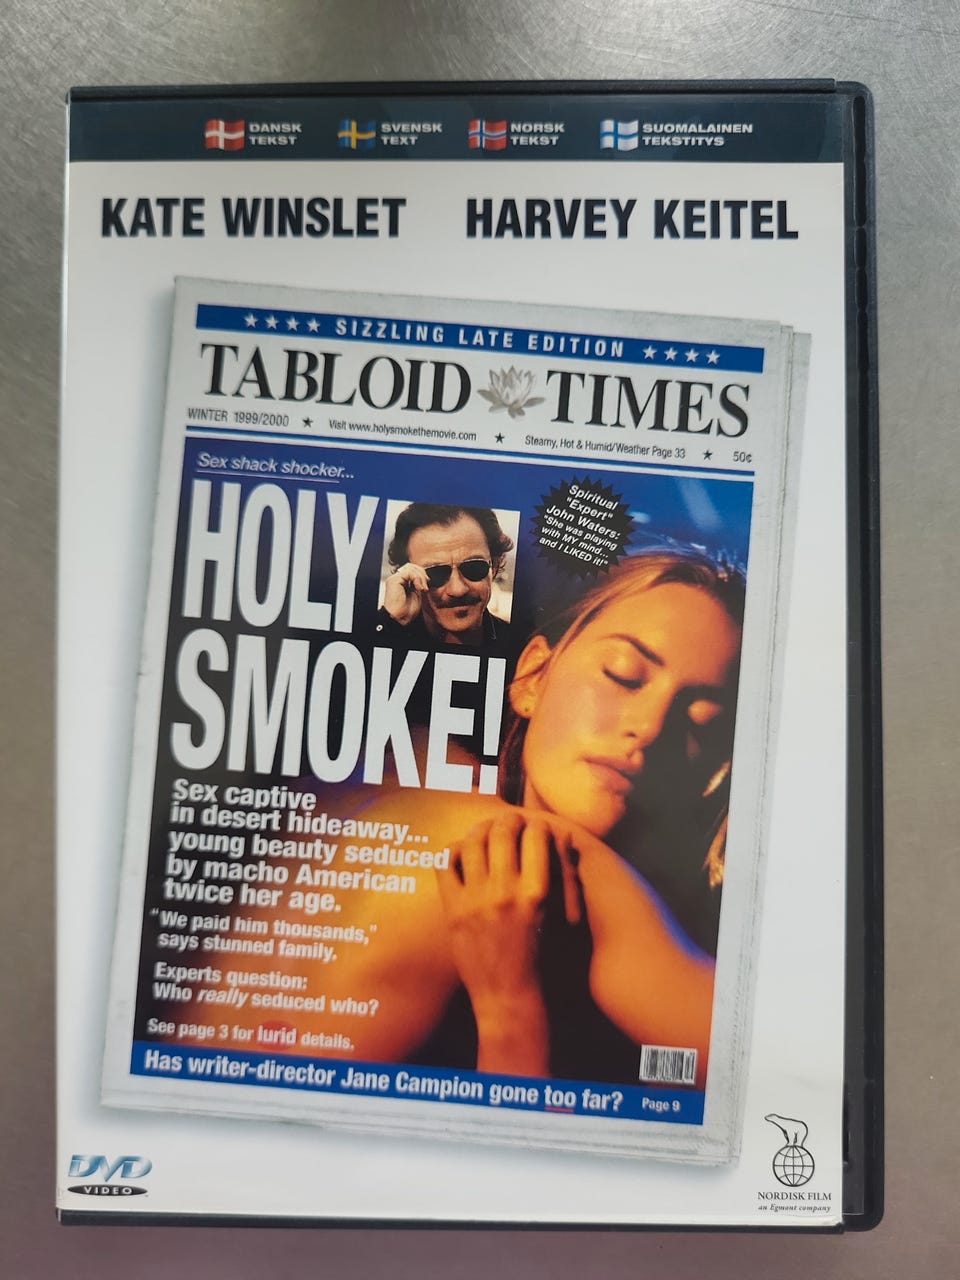 DANSK TEKST
SVENSK TEXT
NORSK TEKST
SUOMALAINEN TEKSTITYS
KATE WINSLET HARVEY KEITEL
★★★★ SIZZLING LATE EDITION ★★★★
TABLOID TIMES
WINTER 1999/2000 ★ Visit www.holysmokethemovie.com ★ Steamy, Hot & Humid/Weather Page 33 ★ 50¢
Sex shack shocker...
HOLY
SMOKE!
Spiritual
"Expert"
John Waters:
"She was playing
with MY mind...
and I LIKED it!"
Sex captive
in desert hideaway...
young beauty seduced
by macho American
twice her age.
"We paid him thousands,"
says stunned family.
Experts question:
Who really seduced who?
See page 3 for lurid details.
Has writer-director Jane Campion gone too far? Page 9
DVD
VIDEO
NORDISK FILM
an Egmont company